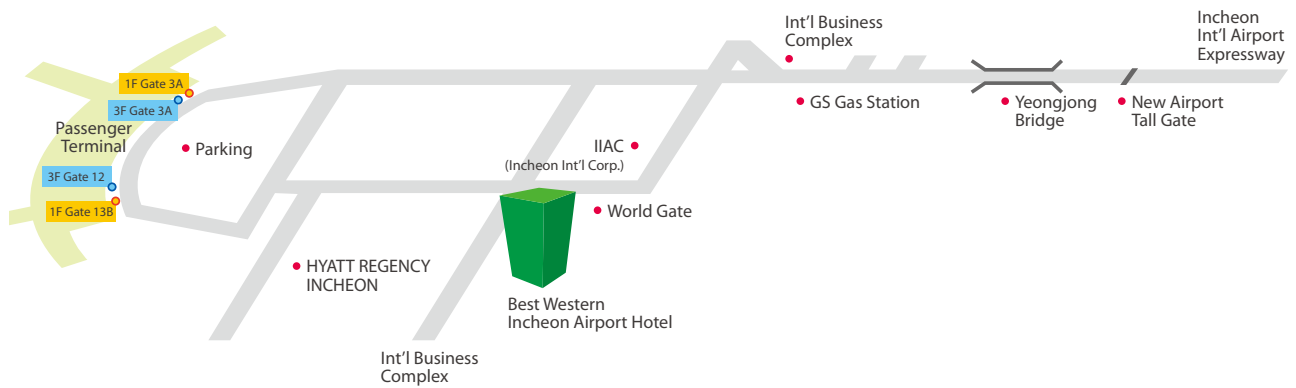 Int'l Business
Complex
Incheon
Int'l Airport
Expressway
1F Gate 3A
3F Gate 3A
GS Gas Station
Yeongjong
Bridge
New Airport
Tall Gate
Passenger
Terminal
Parking
IIAC
(Incheon Int'l Corp.)
3F Gate 12
1F Gate 13B
World Gate
HYATT REGENCY
INCHEON
Best Western
Incheon Airport Hotel
Int'l Business
Complex